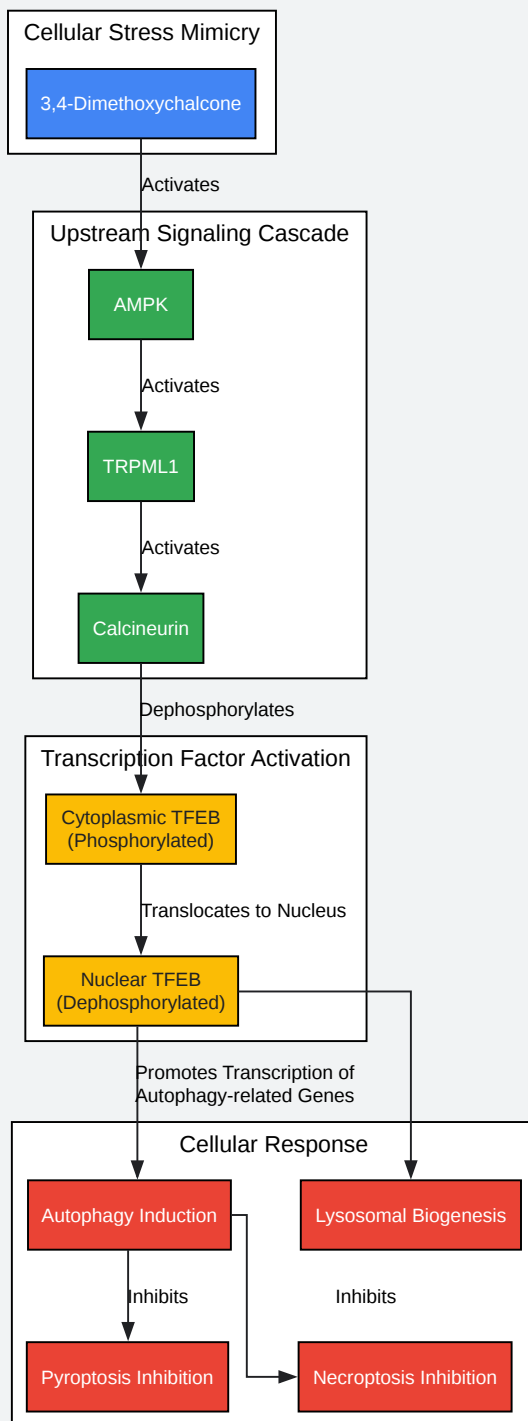 Cellular Stress Mimicry
3,4-Dimethoxychalcone
Activates
Upstream Signaling Cascade
AMPK
Activates
TRPML1
Activates
Calcineurin
Dephosphorylates
Transcription Factor Activation
Cytoplasmic TFEB
(Phosphorylated)
Translocates to Nucleus
Nuclear TFEB
(Dephosphorylated)
Promotes Transcription of
Autophagy-related Genes
Cellular Response
Autophagy Induction
Lysosomal Biogenesis
Inhibits
Inhibits
Pyroptosis Inhibition
Necroptosis Inhibition